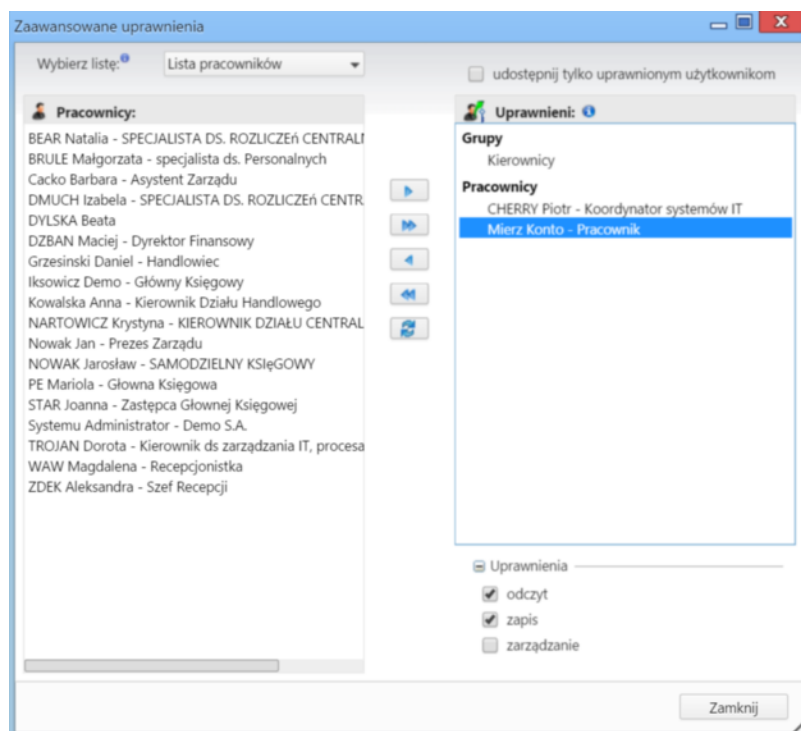 Zaawansowane uprawnienia
Wybierz listę:
Lista pracowników
udostępnij tylko uprawnionym użytkownikom
Pracownicy:
BEAR Natalia - SPECJALISTA DS. ROZLICZEń CENTRAL
BRULE Małgorzata - specjalista ds. Personalnych
Cacko Barbara - Asystent Zarządu
DMUCH Izabela - SPECJALISTA DS. ROZLICZEń CENTR
DYLSKA Beata
DZBAN Maciej - Dyrektor Finansowy
Grzesinski Daniel - Handlowiec
Iksowicz Demo - Główny Księgowy
Kowalska Anna - Kierownik Działu Handlowego
NARTOWICZ Krystyna - KIEROWNIK DZIAŁU CENTRAL
Nowak Jan - Prezes Zarządu
NOWAK Jarosław - SAMODZIELNY KSIęGOWY
PE Mariola - Głowna Księgowa
STAR Joanna - Zastępca Głownej Księgowej
Systemu Administrator - Demo S.A.
TROJAN Dorota - Kierownik ds zarządzania IT, procesa
WAW Magdalena - Recepcjonistka
ZDEK Aleksandra - Szef Recepcji
Uprawnieni:
Grupy
Kierownicy
Pracownicy
CHERRY Piotr - Koordynator systemów IT
Mierz Konto - Pracownik
Uprawnienia
odczyt
zapis
zarządzanie
Zamknij